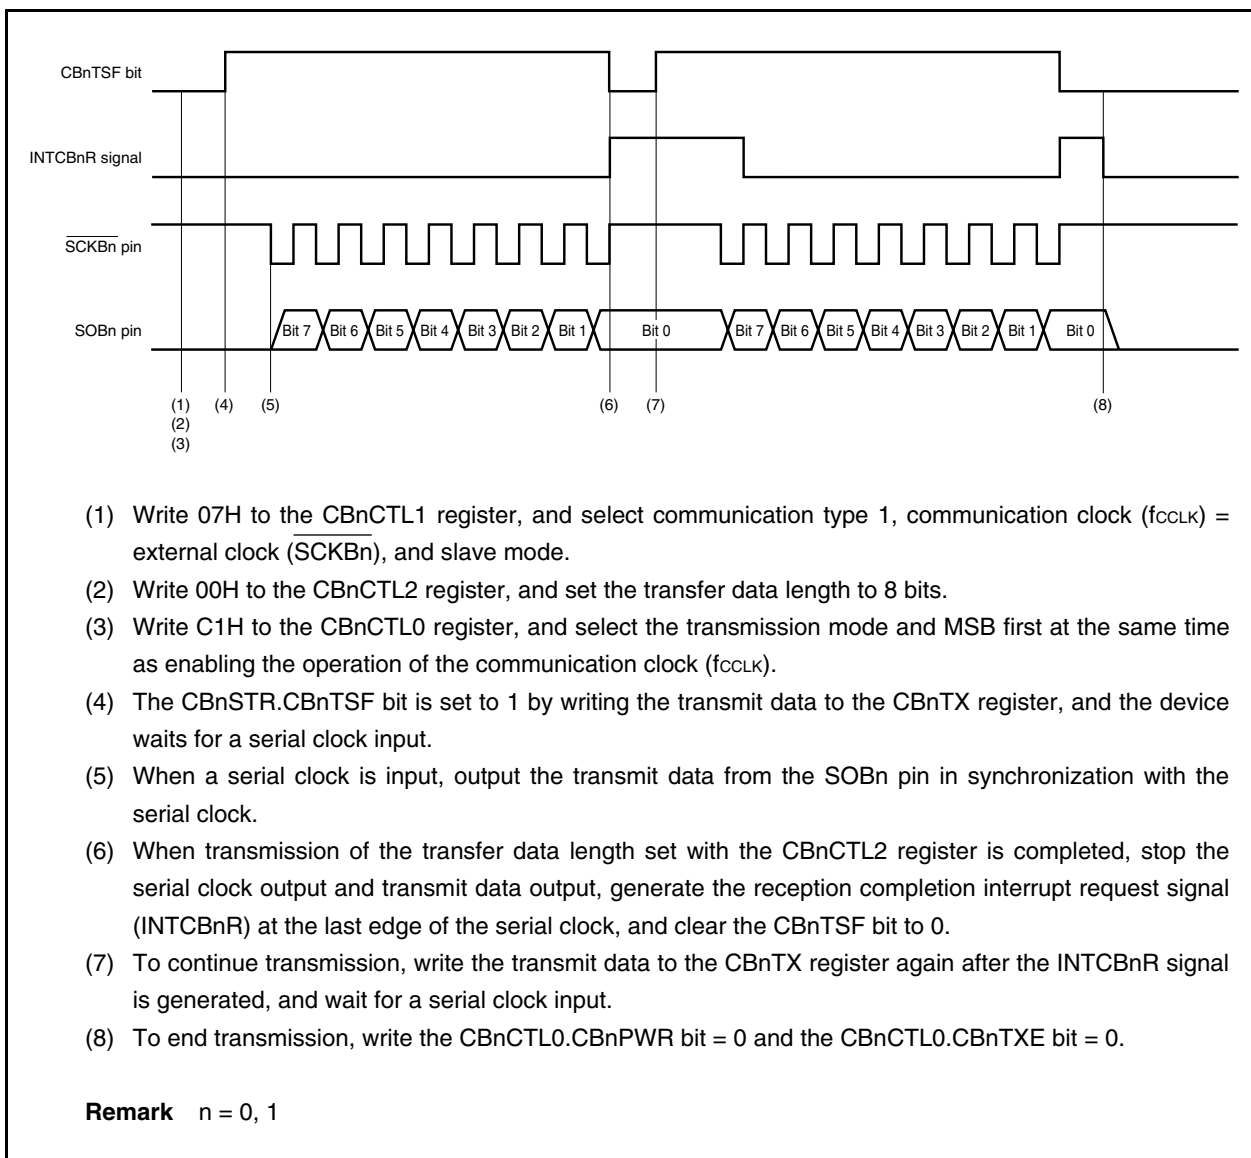 CBnTSF bit
INTCBnR signal
SCKBn pin
SOBn pin
Bit 7 Bit 6 Bit 5 Bit 4 Bit 3 Bit 2 Bit 1 Bit 0 Bit 7 Bit 6 Bit 5 Bit 4 Bit 3 Bit 2 Bit 1 Bit 0
(1) (4) (5) (6) (7) (8)
(2)
(3)
(1) Write 07H to the CBnCTL1 register, and select communication type 1, communication clock (fCCLK) =
external clock (SCKBn), and slave mode.
(2) Write 00H to the CBnCTL2 register, and set the transfer data length to 8 bits.
(3) Write C1H to the CBnCTL0 register, and select the transmission mode and MSB first at the same time
as enabling the operation of the communication clock (fCCLK).
(4) The CBnSTR.CBnTSF bit is set to 1 by writing the transmit data to the CBnTX register, and the device
waits for a serial clock input.
(5) When a serial clock is input, output the transmit data from the SOBn pin in synchronization with the
serial clock.
(6) When transmission of the transfer data length set with the CBnCTL2 register is completed, stop the
serial clock output and transmit data output, generate the reception completion interrupt request signal
(INTCBnR) at the last edge of the serial clock, and clear the CBnTSF bit to 0.
(7) To continue transmission, write the transmit data to the CBnTX register again after the INTCBnR signal
is generated, and wait for a serial clock input.
(8) To end transmission, write the CBnCTL0.CBnPWR bit = 0 and the CBnCTL0.CBnTXE bit = 0.
Remark n = 0, 1